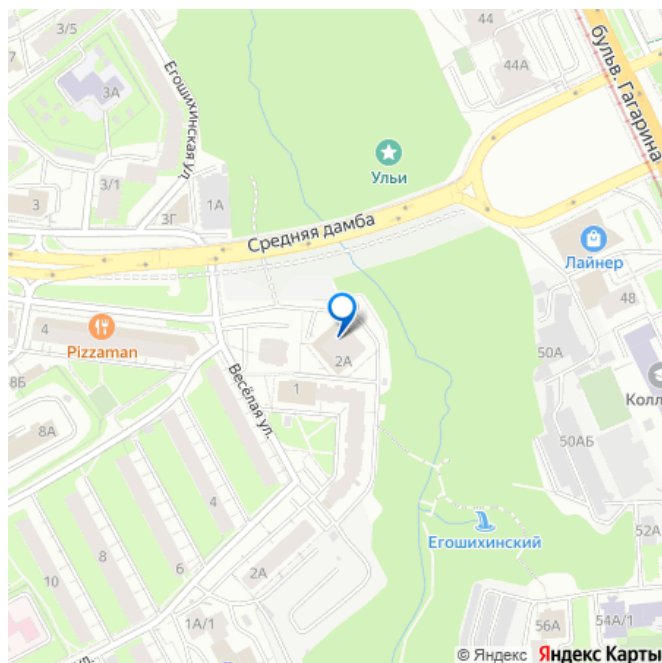 3/5
44
7
44А
бульв. Гагарина
3А
Егошихинская ул.
Ульи
3/1
3
3Г
1А
Средняя дамба
Лайнер
48
4
Pizzaman
2А
50А
8Б
1
Колл
Весёлая ул.
8А
50АБ
4
Егошихинский
8
52А
6
10
2А
1А/1
56А
54А/1
ул.
© Яндекс Яндекс Карты